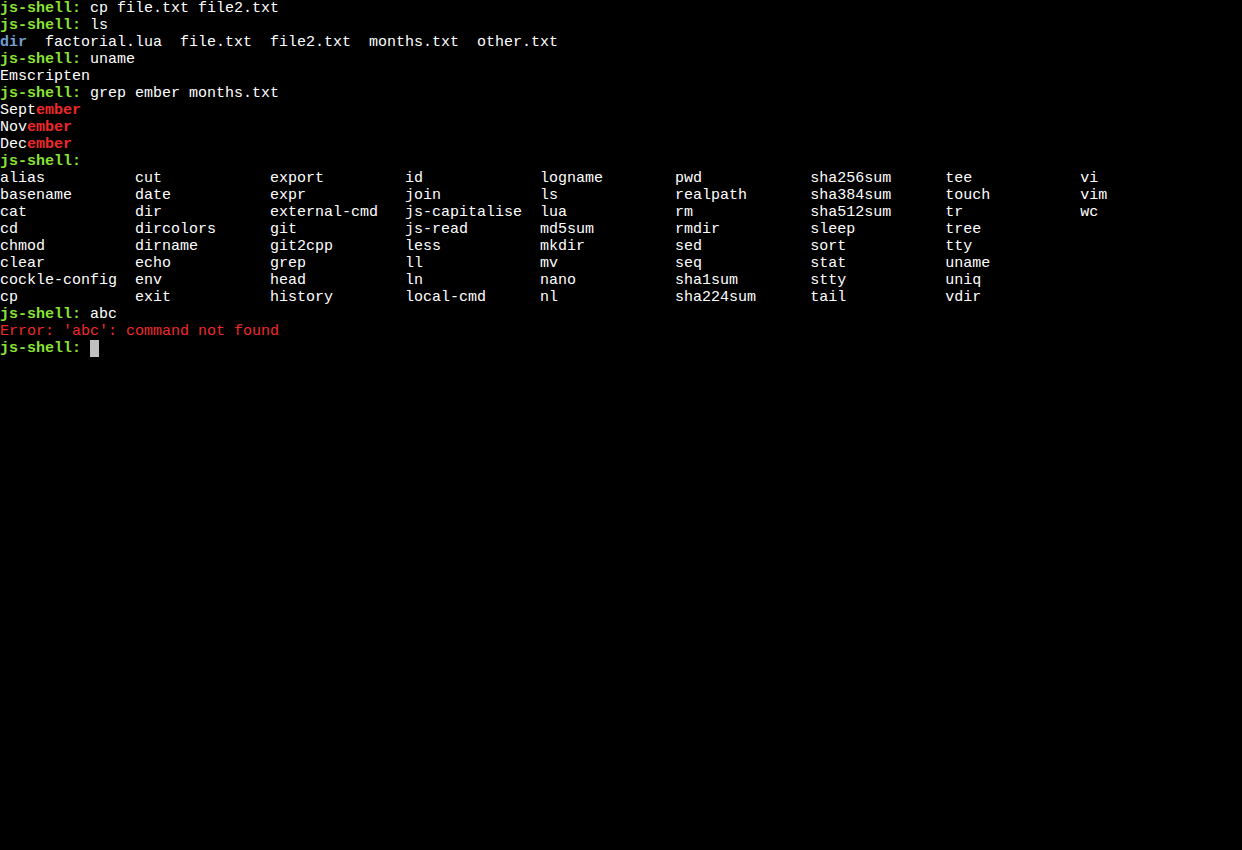 js-shell: cp file.txt file2.txt
js-shell: ls
dir  factorial.lua  file.txt  file2.txt  months.txt  other.txt
js-shell: uname
Emscripten
js-shell: grep ember months.txt
September
November
December
js-shell:
alias          cut            export         id             logname        pwd            sha256sum      tee            vi
basename       date           expr           join           ls             realpath       sha384sum      touch          vim
cat            dir            external-cmd   js-capitalise  lua            rm             sha512sum      tr             wc
cd             dircolors      git            js-read        md5sum         rmdir          sleep          tree
chmod          dirname        git2cpp        less           mkdir          sed            sort           tty
clear          echo           grep           ll             mv             seq            stat           uname
cockle-config  env            head           ln             nano           sha1sum        stty           uniq
cp             exit           history        local-cmd      nl             sha224sum      tail           vdir
js-shell: abc
Error: 'abc': command not found
js-shell: